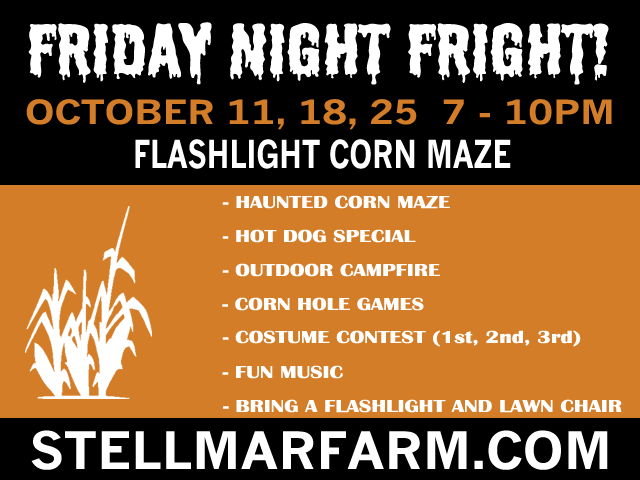 FRIDAY NIGHT FRIGHT!
OCTOBER 11, 18, 25 7 - 10PM
FLASHLIGHT CORN MAZE
- HAUNTED CORN MAZE
- HOT DOG SPECIAL
- OUTDOOR CAMPFIRE
- CORN HOLE GAMES
- COSTUME CONTEST (1st, 2nd, 3rd)
- FUN MUSIC
- BRING A FLASHLIGHT AND LAWN CHAIR
STELLMARFARM.COM